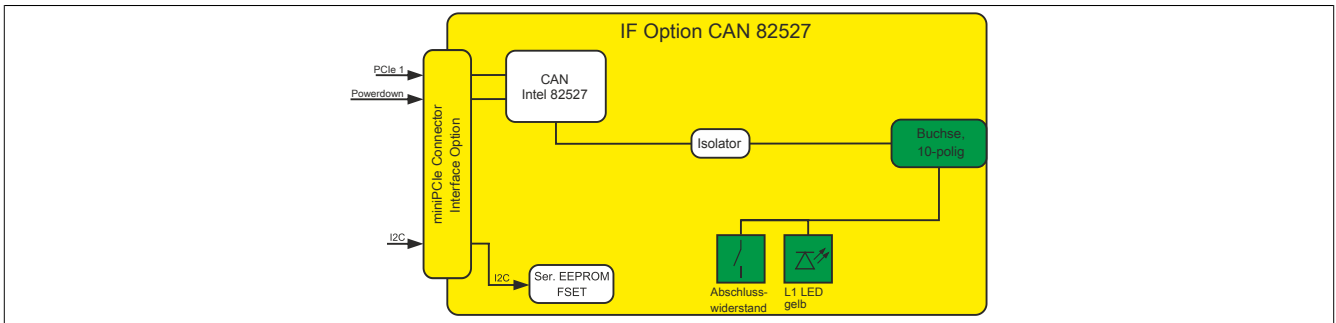 IF Option CAN 82527
PCIe 1
Powerdown
miniPCIe Connector
Interface Option
CAN
Intel 82527
Isolator
Buchse,
10-polig
I2C
I2C
Ser. EEPROM
FSET
Abschluss-
widerstand
L1 LED
gelb